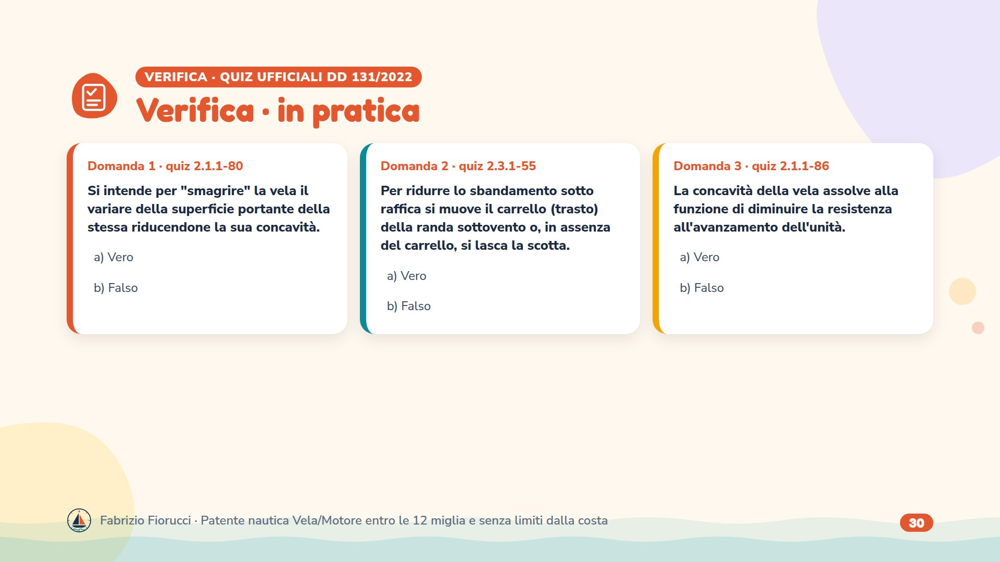 VERIFICA · QUIZ UFFICIALI DD 131/2022
Verifica · in pratica
Domanda 1 · quiz 2.1.1-80
Si intende per "smagrire" la vela il
variare della superficie portante della
stessa riducendone la sua concavità.
a) Vero
b) Falso
Domanda 2 · quiz 2.3.1-55
Per ridurre lo sbandamento sotto
raffica si muove il carrello (trasto)
della randa sottovento o, in assenza
del carrello, si lasca la scotta.
a) Vero
b) Falso
Domanda 3 · quiz 2.1.1-86
La concavità della vela assolve alla
funzione di diminuire la resistenza
all'avanzamento dell'unità.
a) Vero
b) Falso
Fabrizio Fiorucci · Patente nautica Vela/Motore entro le 12 miglia e senza limiti dalla costa
30